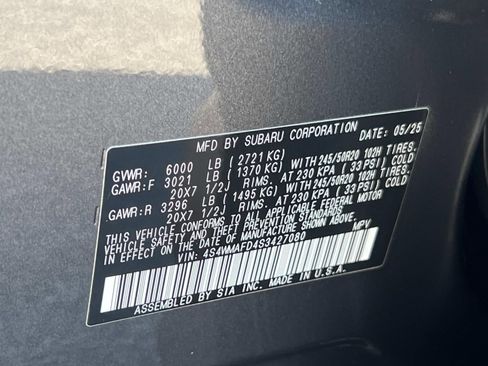 MFD BY SUBARU CORPORATION DATE: 05/25
GVWR: 6000 LB (2721 KG)
GAWR:F 3021 LB (1370 KG) WITH 245/50R20 102H TIRES.
20X7 1/2J RIMS. AT 230 KPA (33 PSI) COLD
GAWR:R 3296 LB (1495 KG) WITH 245/50R20 102H TIRES.
20X7 1/2J RIMS. AT 230 KPA (33 PSI) COLD
THIS VEHICLE CONFORMS TO ALL APPLICABLE FEDERAL MOTOR
VEHICLE SAFETY, BUMPER, AND THEFT PREVENTION STANDARDS
IN EFFECT ON THE DATE OF MANUFACTURE SHOWN ABOVE.
VIN: 4S4WMAFD4S3427080 MPV
ASSEMBLED BY SIA INC. MADE IN U.S.A.